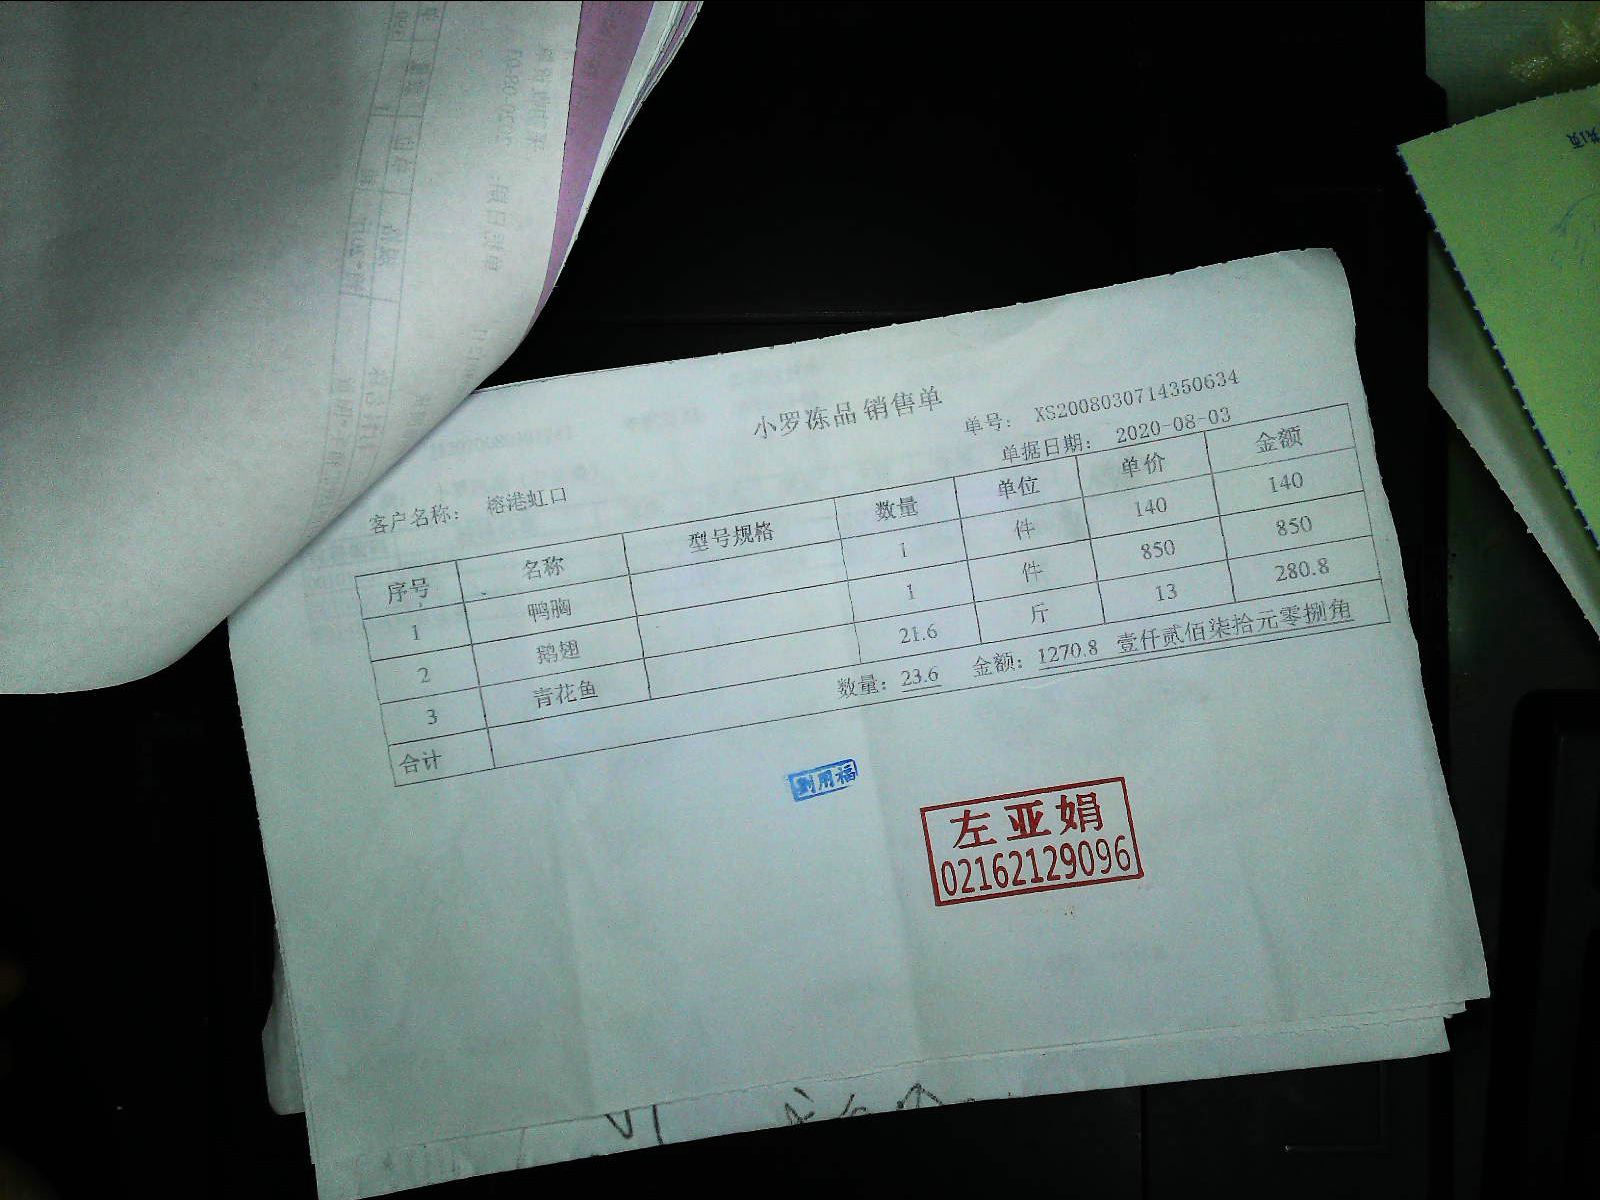 小罗冻品 销售单
单号： XS2008030714350634
客户名称： 榕港虹口
单据日期： 2020-08-03
序号 名称 型号规格 数量 单位 单价 金额
1 鸭胸 1 件 140 140
2 鹅翅 1 件 850 850
3 青花鱼 21.6 斤 13 280.8
合计 数量：23.6 金额：1270.8 壹仟贰佰柒拾元零捌角
用福
左亚娟
02162129096